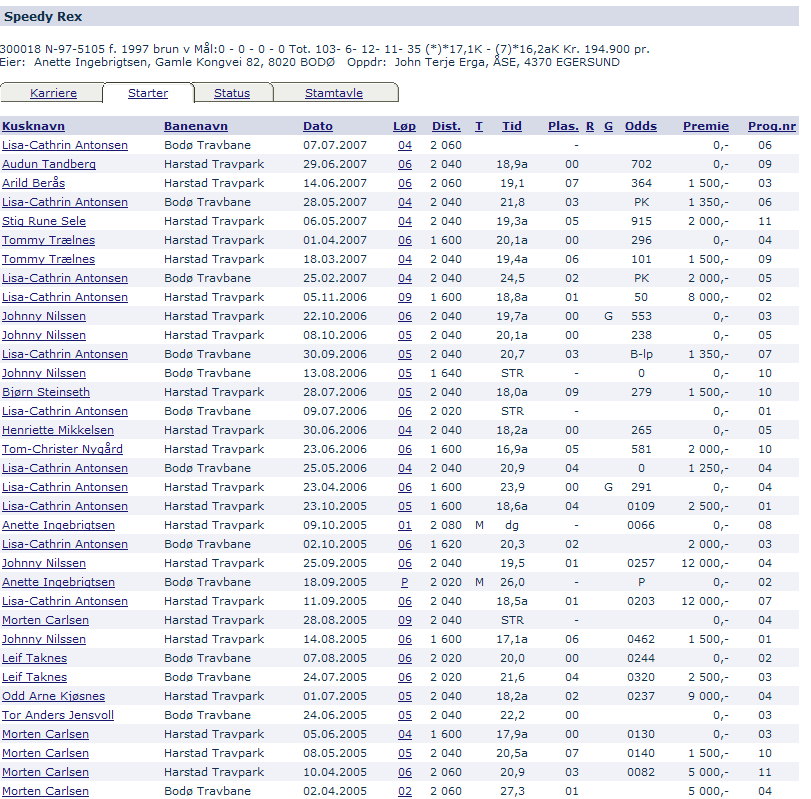 Speedy Rex
300018 N-97-5105 f. 1997 brun v Mål:0 - 0 - 0 - 0 Tot. 103- 6- 12- 11- 35 (*)*17,1K - (7)*16,2aK Kr. 194.900 pr.
Eier: Anette Ingebrigtsen, Gamle Kongvei 82, 8020 BODØ Oppdr: John Terje Erga, ÅSE, 4370 EGERSUND
Karriere Starter Status Stamtavle
Kusknavn Banenavn Dato Løp Dist. T Tid Plas. R G Odds Premie Prog.nr
Lisa-Cathrin Antonsen Bodø Travbane 07.07.2007 04 2 060 - 0,- 06
Audun Tandberg Harstad Travpark 29.06.2007 06 2 040 18,9a 00 702 0,- 09
Arild Berås Harstad Travpark 14.06.2007 06 2 040 19,1 07 364 1 500,- 03
Lisa-Cathrin Antonsen Bodø Travbane 28.05.2007 04 2 040 21,8 03 PK 1 350,- 06
Stig Rune Sele Harstad Travpark 06.05.2007 04 2 040 19,3a 05 915 2 000,- 11
Tommy Trælnes Harstad Travpark 01.04.2007 06 1 600 20,1a 00 296 0,- 04
Tommy Trælnes Harstad Travpark 18.03.2007 04 2 040 19,4a 06 101 1 500,- 09
Lisa-Cathrin Antonsen Bodø Travbane 25.02.2007 04 2 040 24,5 02 PK 2 000,- 05
Lisa-Cathrin Antonsen Harstad Travpark 05.11.2006 09 1 600 18,8a 01 50 8 000,- 02
Johnny Nilssen Harstad Travpark 22.10.2006 06 2 040 19,7a 00 G 553 0,- 03
Johnny Nilssen Harstad Travpark 08.10.2006 05 2 040 20,1a 00 238 0,- 05
Lisa-Cathrin Antonsen Bodø Travbane 30.09.2006 05 2 040 20,7 03 B-lp 1 350,- 07
Johnny Nilssen Bodø Travbane 13.08.2006 05 1 640 STR - 0 0,- 10
Bjørn Steinseth Harstad Travpark 28.07.2006 05 2 040 18,0a 09 279 1 500,- 10
Lisa-Cathrin Antonsen Bodø Travbane 09.07.2006 06 2 020 STR - 0,- 01
Henriette Mikkelsen Harstad Travpark 30.06.2006 04 2 040 18,2a 00 265 0,- 05
Tom-Christer Nygård Harstad Travpark 23.06.2006 06 1 600 16,9a 05 581 2 000,- 10
Lisa-Cathrin Antonsen Bodø Travbane 25.05.2006 04 2 040 20,9 04 0 1 250,- 04
Lisa-Cathrin Antonsen Harstad Travpark 23.04.2006 06 1 600 23,9 00 G 291 0,- 04
Lisa-Cathrin Antonsen Harstad Travpark 23.10.2005 05 1 600 18,6a 04 0109 2 500,- 01
Anette Ingebrigtsen Harstad Travpark 09.10.2005 01 2 080 M dg - 0066 0,- 08
Lisa-Cathrin Antonsen Bodø Travbane 02.10.2005 06 1 620 20,3 02 2 000,- 03
Johnny Nilssen Harstad Travpark 25.09.2005 06 2 040 19,5 01 0257 12 000,- 04
Anette Ingebrigtsen Bodø Travbane 18.09.2005 P 2 020 M 26,0 - P 0,- 02
Lisa-Cathrin Antonsen Harstad Travpark 11.09.2005 06 2 040 18,5a 01 0203 12 000,- 07
Morten Carlsen Harstad Travpark 28.08.2005 09 2 040 STR - 0,- 04
Johnny Nilssen Harstad Travpark 14.08.2005 06 1 600 17,1a 06 0462 1 500,- 01
Leif Taknes Bodø Travbane 07.08.2005 06 2 020 20,0 00 0244 0,- 02
Leif Taknes Bodø Travbane 24.07.2005 06 2 020 21,6 04 0320 2 500,- 03
Odd Arne Kjøsnes Harstad Travpark 01.07.2005 05 2 040 18,2a 02 0237 9 000,- 04
Tor Anders Jensvoll Bodø Travbane 24.06.2005 05 2 040 22,2 00 0,- 03
Morten Carlsen Harstad Travpark 05.06.2005 04 1 600 17,9a 00 0130 0,- 03
Morten Carlsen Harstad Travpark 08.05.2005 05 2 040 20,5a 07 0140 1 500,- 10
Morten Carlsen Harstad Travpark 10.04.2005 06 2 060 20,9 03 0082 5 000,- 11
Morten Carlsen Bodø Travbane 02.04.2005 02 2 060 27,3 01 5 000,- 04